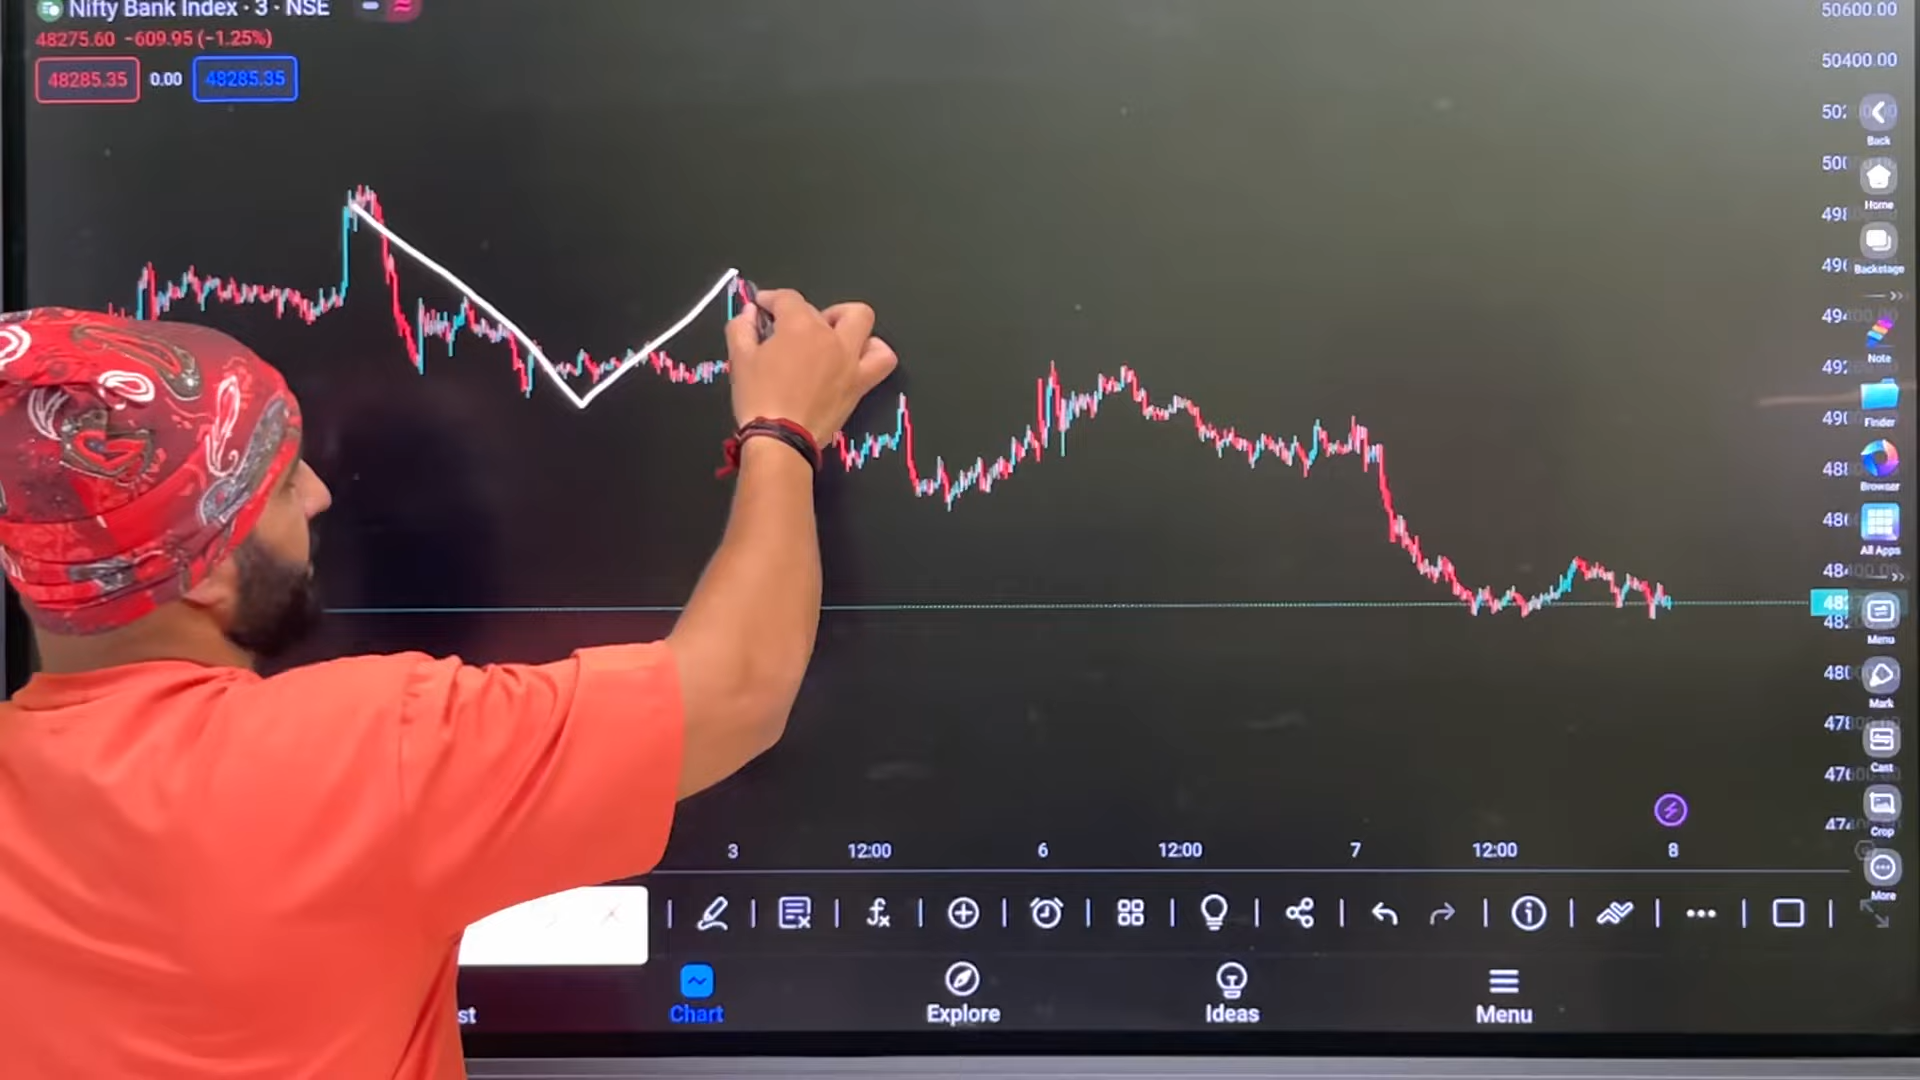 Nifty Bank Index · 3 · NSE
48275.60 -609.95 (-1.25%)
48285.35 0.00 48285.35
50600.00
50400.00
Back
Home
Backstage
Note
Finder
Browser
All Apps
Menu
Mark
Cast
Crop
More
3 12:00 6 12:00 7 12:00 8
st
Chart
Explore
Ideas
Menu